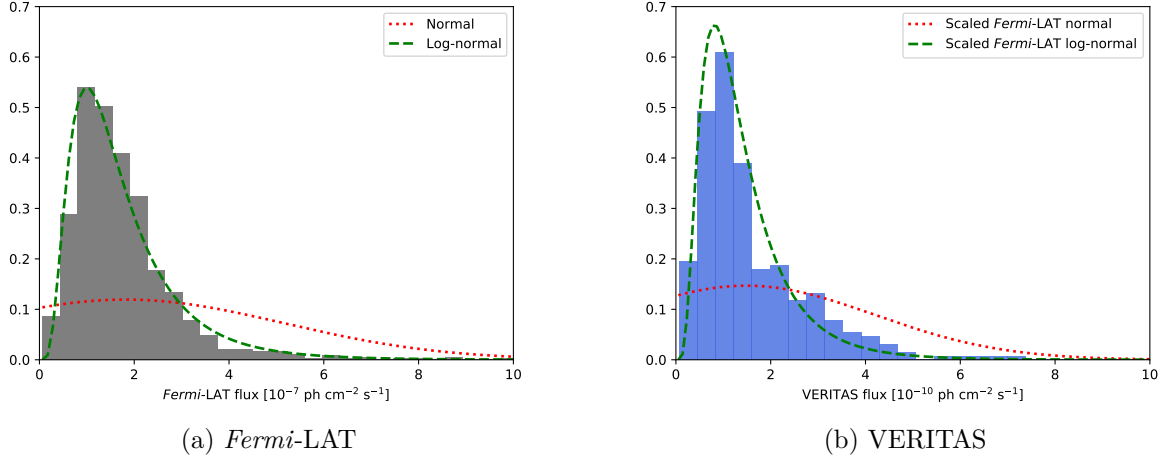 0.7
0.6
0.5
0.4
0.3
0.2
0.1
0.0
0 2 4 6 8 10
Normal
Log-normal
Fermi-LAT flux [10⁻⁷ ph cm⁻² s⁻¹]
(a) Fermi-LAT
0.7
0.6
0.5
0.4
0.3
0.2
0.1
0.0
0 2 4 6 8 10
Scaled Fermi-LAT normal
Scaled Fermi-LAT log-normal
VERITAS flux [10⁻¹⁰ ph cm⁻² s⁻¹]
(b) VERITAS